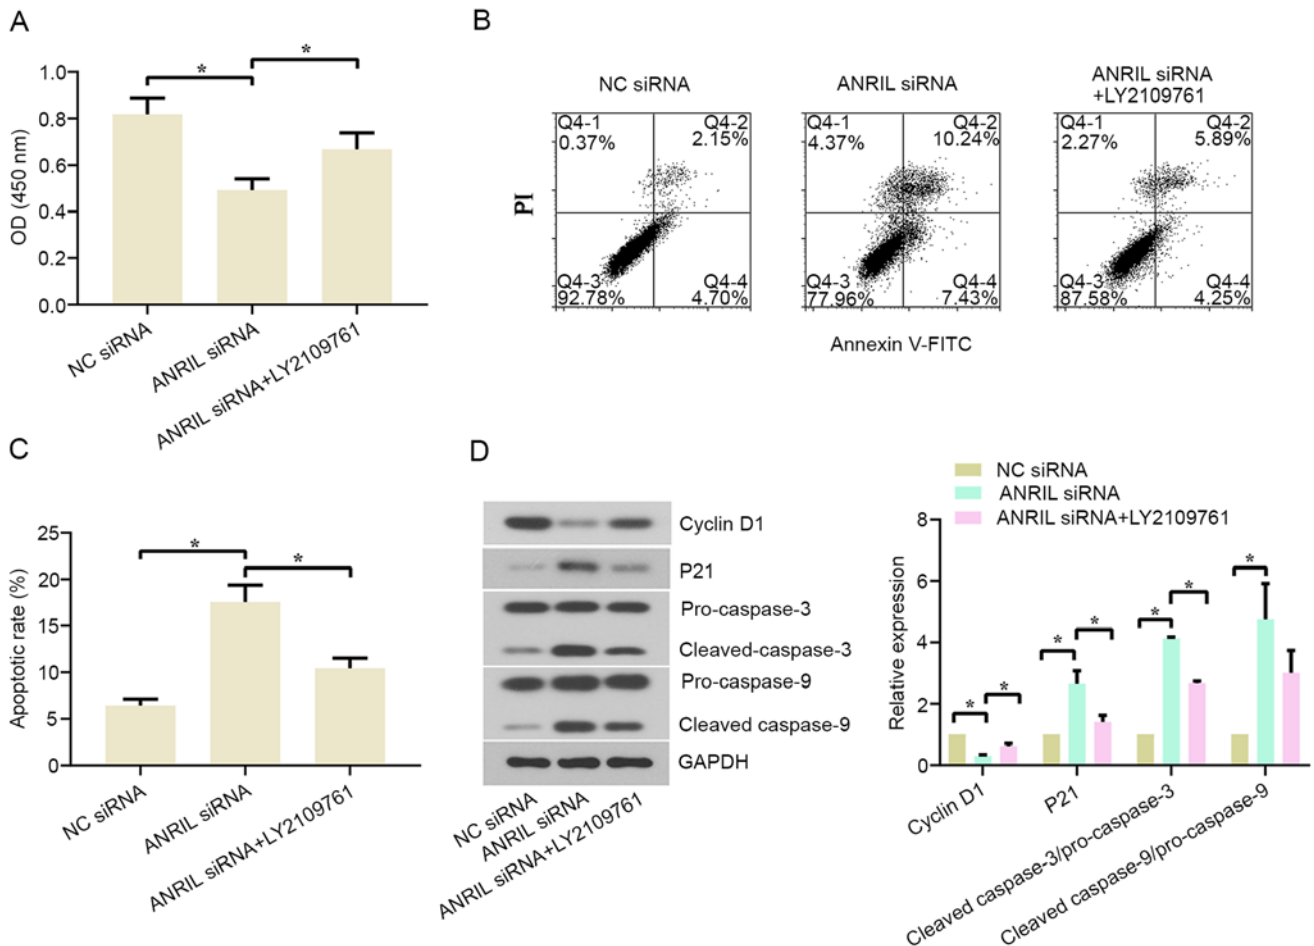 A
*
*
1.0
0.8
0.6
0.4
0.2
0.0
OD (450 nm)
NC siRNA
ANRIL siRNA
ANRIL siRNA+LY2109761
B
NC siRNA
Q4-1
0.37%
Q4-2
2.15%
Q4-3
92.78%
Q4-4
4.70%
ANRIL siRNA
Q4-1
4.37%
Q4-2
10.24%
Q4-3
77.96%
Q4-4
7.43%
ANRIL siRNA
+LY2109761
Q4-1
2.27%
Q4-2
5.89%
Q4-3
87.58%
Q4-4
4.25%
PI
Annexin V-FITC
C
25
20
15
10
5
0
Apoptotic rate (%)
*
*
NC siRNA
ANRIL siRNA
ANRIL siRNA+LY2109761
D
Cyclin D1
P21
Pro-caspase-3
Cleaved-caspase-3
Pro-caspase-9
Cleaved caspase-9
GAPDH
NC siRNA
ANRIL siRNA
ANRIL siRNA+LY2109761
NC siRNA
ANRIL siRNA
ANRIL siRNA+LY2109761
8
6
4
2
0
Relative expression
*
*
*
*
*
*
*
Cyclin D1
P21
Cleaved caspase-3/pro-caspase-3
Cleaved caspase-9/pro-caspase-9